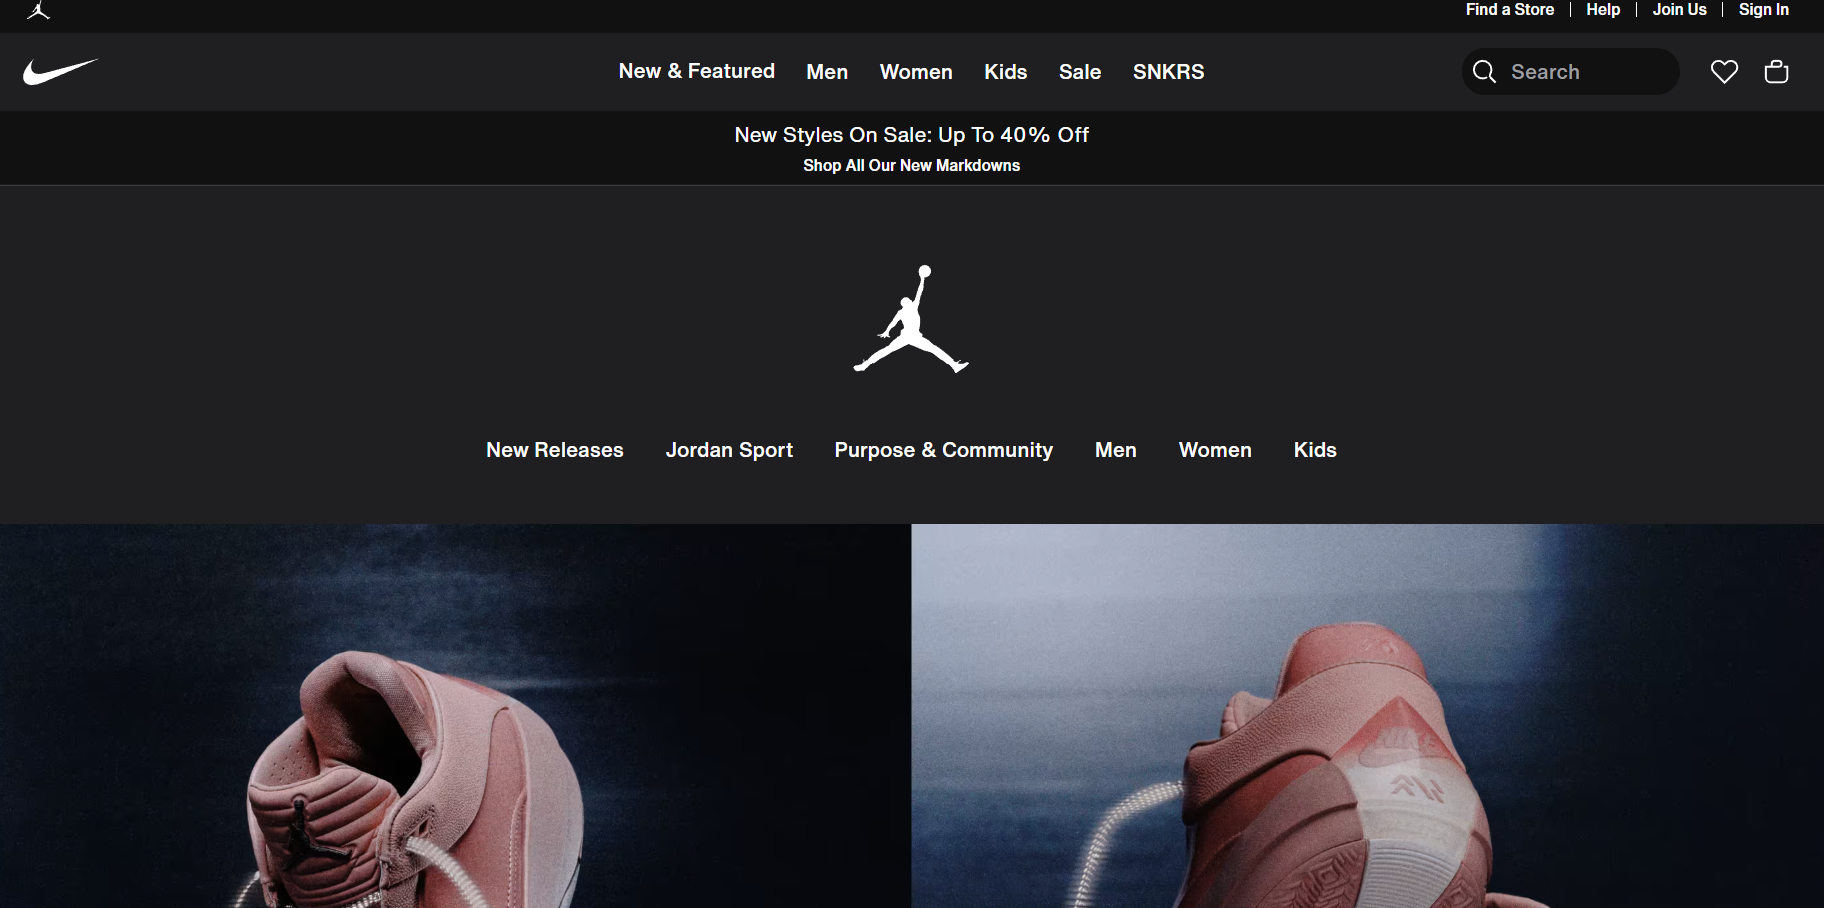 Find a Store Help Join Us Sign In
New & Featured Men Women Kids Sale SNKRS Search
New Styles On Sale: Up To 40% Off
Shop All Our New Markdowns
New Releases Jordan Sport Purpose & Community Men Women Kids
NIKE